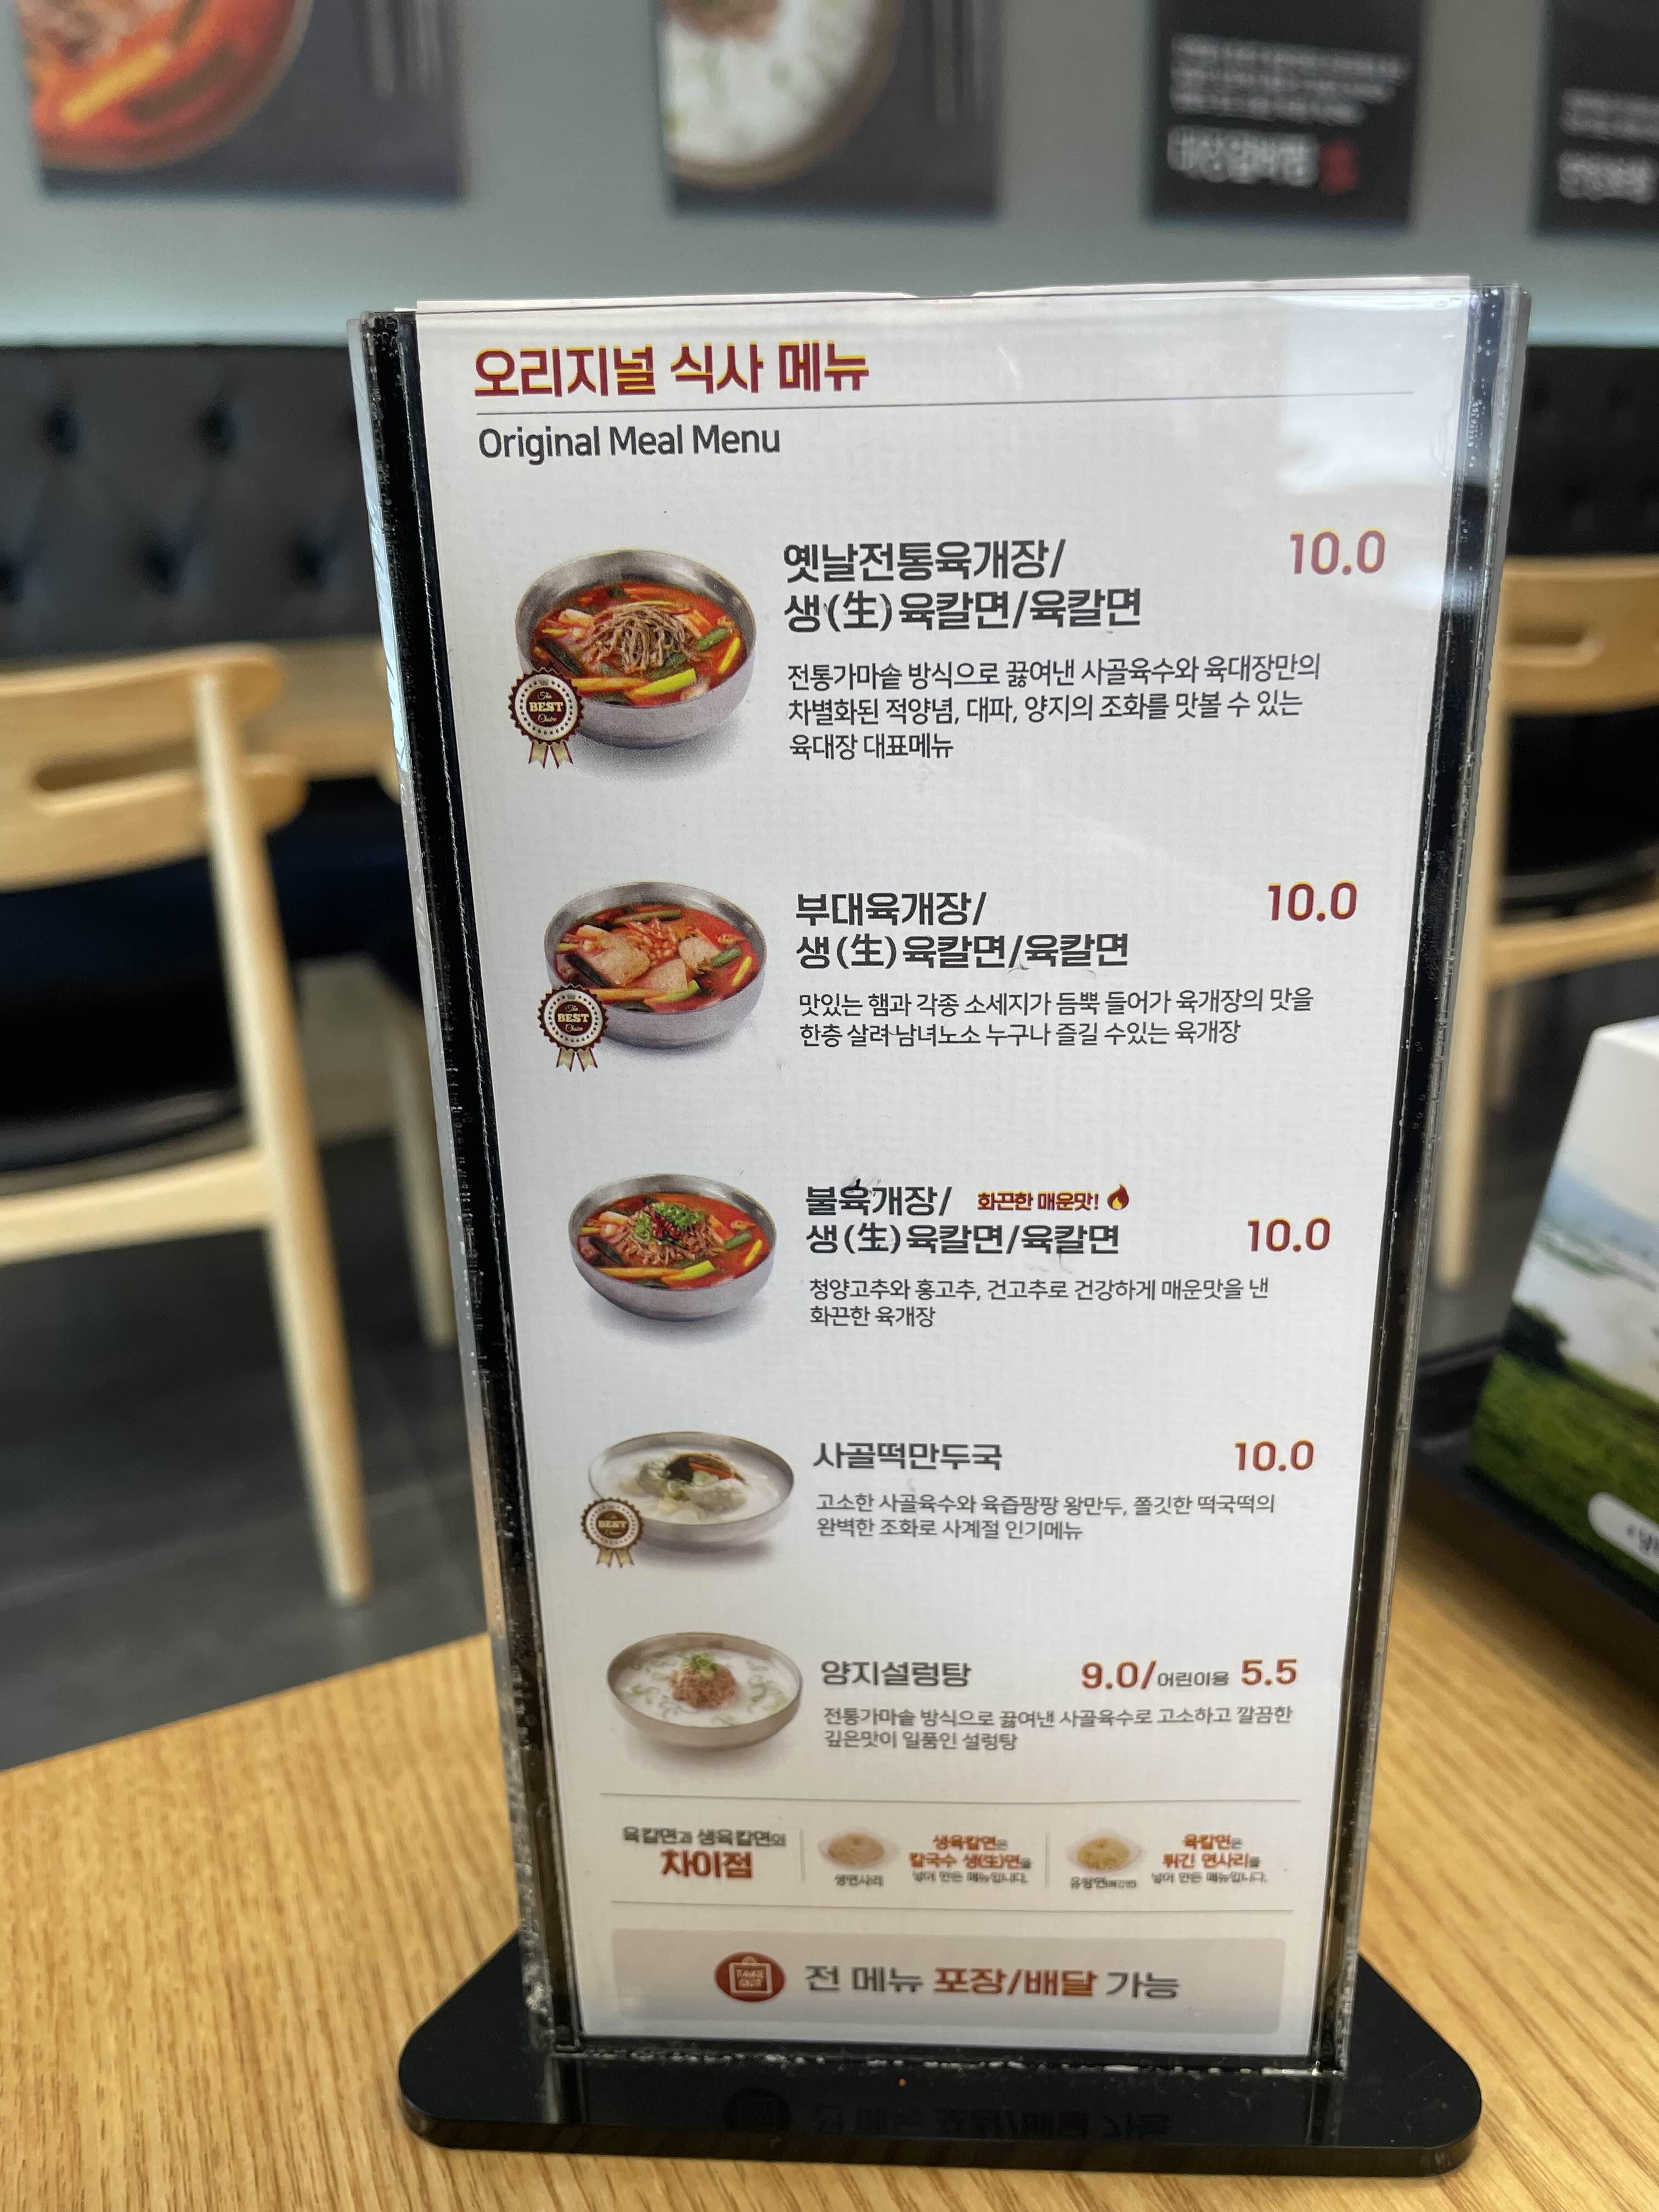 오리지널 식사 메뉴
Original Meal Menu
옛날전통육개장/
생(生)육칼면/육칼면
10.0
전통가마솥 방식으로 끓여낸 사골육수와 육대장만의
차별화된 적양념, 대파, 양지의 조화를 맛볼 수 있는
육대장 대표메뉴
The
BEST
Choice
부대육개장/
생(生)육칼면/육칼면
10.0
맛있는 햄과 각종 소세지가 듬뿍 들어가 육개장의 맛을
한층 살려 남녀노소 누구나 즐길 수있는 육개장
The
BEST
Choice
불육개장/ 화끈한 매운맛!
생(生)육칼면/육칼면
10.0
청양고추와 홍고추, 건고추로 건강하게 매운맛을 낸
화끈한 육개장
사골떡만두국
10.0
고소한 사골육수와 육즙팡팡 왕만두, 쫄깃한 떡국떡의
완벽한 조화로 사계절 인기메뉴
The
BEST
Choice
양지설렁탕
9.0/어린이용 5.5
전통가마솥 방식으로 끓여낸 사골육수로 고소하고 깔끔한
깊은맛이 일품인 설렁탕
육칼면과 생육칼면의
차이점
생면사리
생육칼면은
칼국수 생(生)면을
넣어 만든 메뉴입니다.
육칼면은
튀긴 면사리를
넣어 만든 메뉴입니다.
TAKE
OUT
전 메뉴 포장/배달 가능